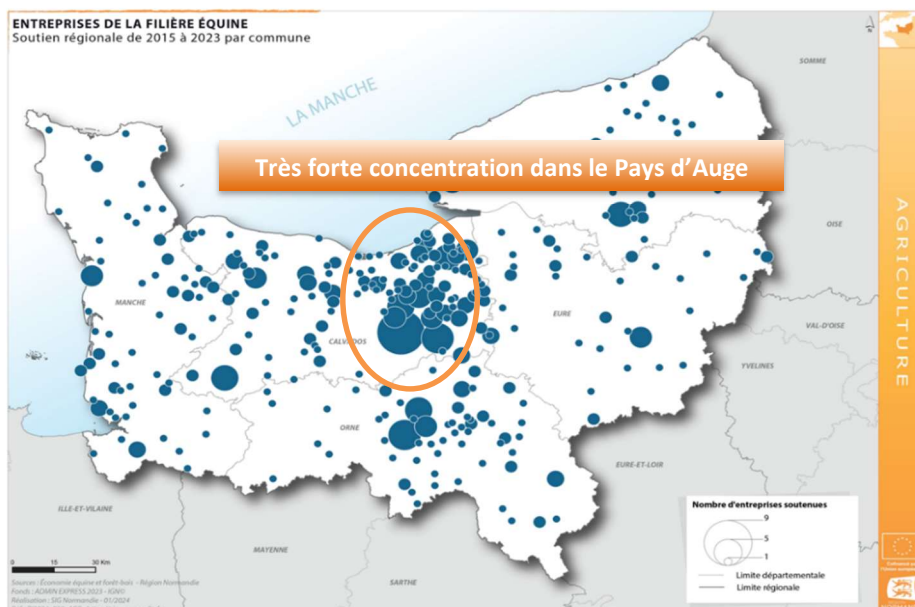 ENTREPRISES DE LA FILIÈRE ÉQUINE
Soutien régionale de 2015 à 2023 par commune
LA MANCHE
SOMME
Très forte concentration dans le Pays d'Auge
OISE
MANCHE
CALVADOS
EURE
VAL-D'OISE
YVELINES
ORNE
EURE-ET-LOIR
ILLE-ET-VILAINE
MAYENNE
SARTHE
AGRICULTURE
Nombre d'entreprises soutenues
9
5
1
Limite départementale
Limite régionale
0 15 30 Km
Sources : Économie équine et forêt-bois - Région Normandie
Fonds : ADMIN EXPRESS 2023 - IGN©
Réalisation : SIG Normandie - 01/2024